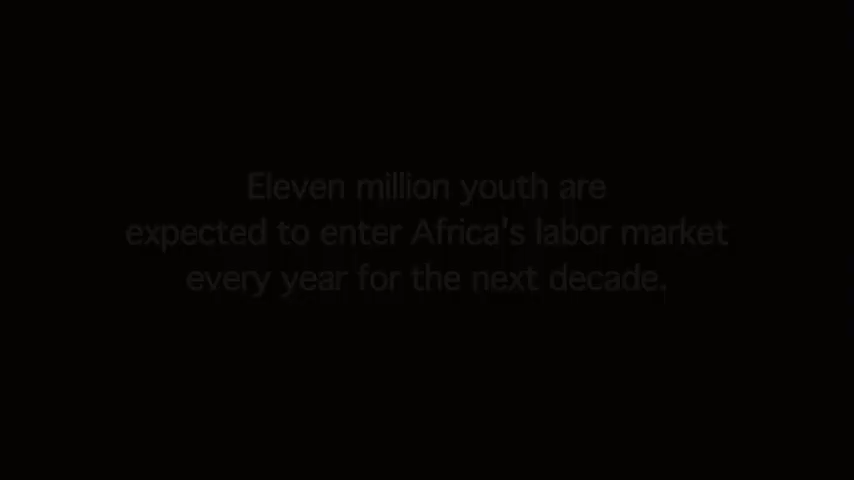 Eleven million youth are
expected to enter Africa's labor market
every year for the next decade.